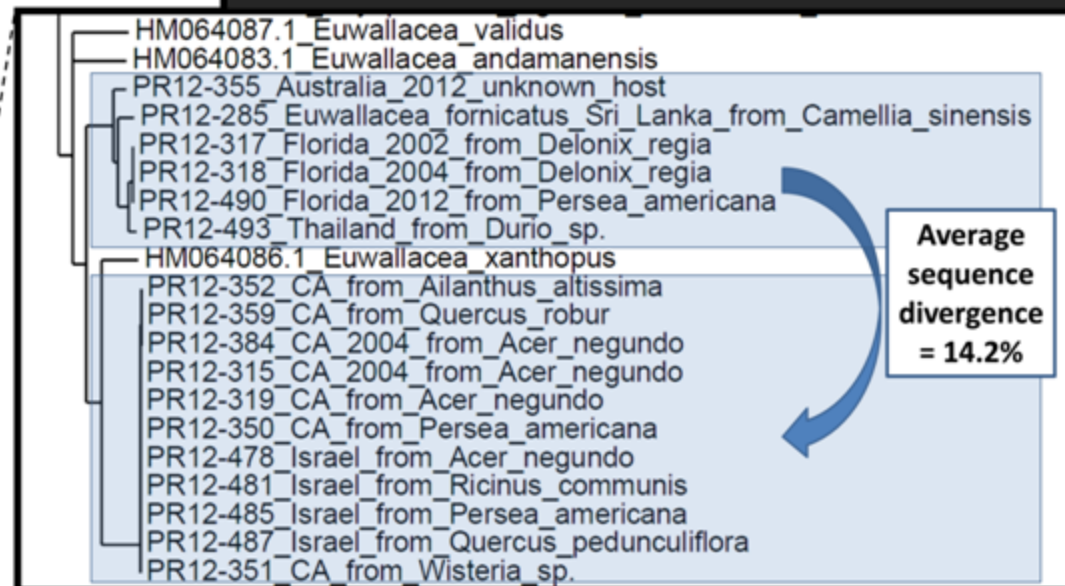 HM064087.1_Euwallacea_validus
HM064083.1_Euwallacea_andamanensis
PR12-355_Australia_2012_unknown_host
PR12-285_Euwallacea_fornicatus_Sri_Lanka_from_Camellia_sinensis
PR12-317_Florida_2002_from_Delonix_regia
PR12-318_Florida_2004_from_Delonix_regia
PR12-490_Florida_2012_from_Persea_americana
PR12-493_Thailand_from_Durio_sp.
HM064086.1_Euwallacea_xanthopus
PR12-352_CA_from_Ailanthus_altissima
PR12-359_CA_from_Quercus_robur
PR12-384_CA_2004_from_Acer_negundo
PR12-315_CA_2004_from_Acer_negundo
PR12-319_CA_from_Acer_negundo
PR12-350_CA_from_Persea_americana
PR12-478_Israel_from_Acer_negundo
PR12-481_Israel_from_Ricinus_communis
PR12-485_Israel_from_Persea_americana
PR12-487_Israel_from_Quercus_pedunculiflora
PR12-351_CA_from_Wisteria_sp.
Average
sequence
divergence
= 14.2%